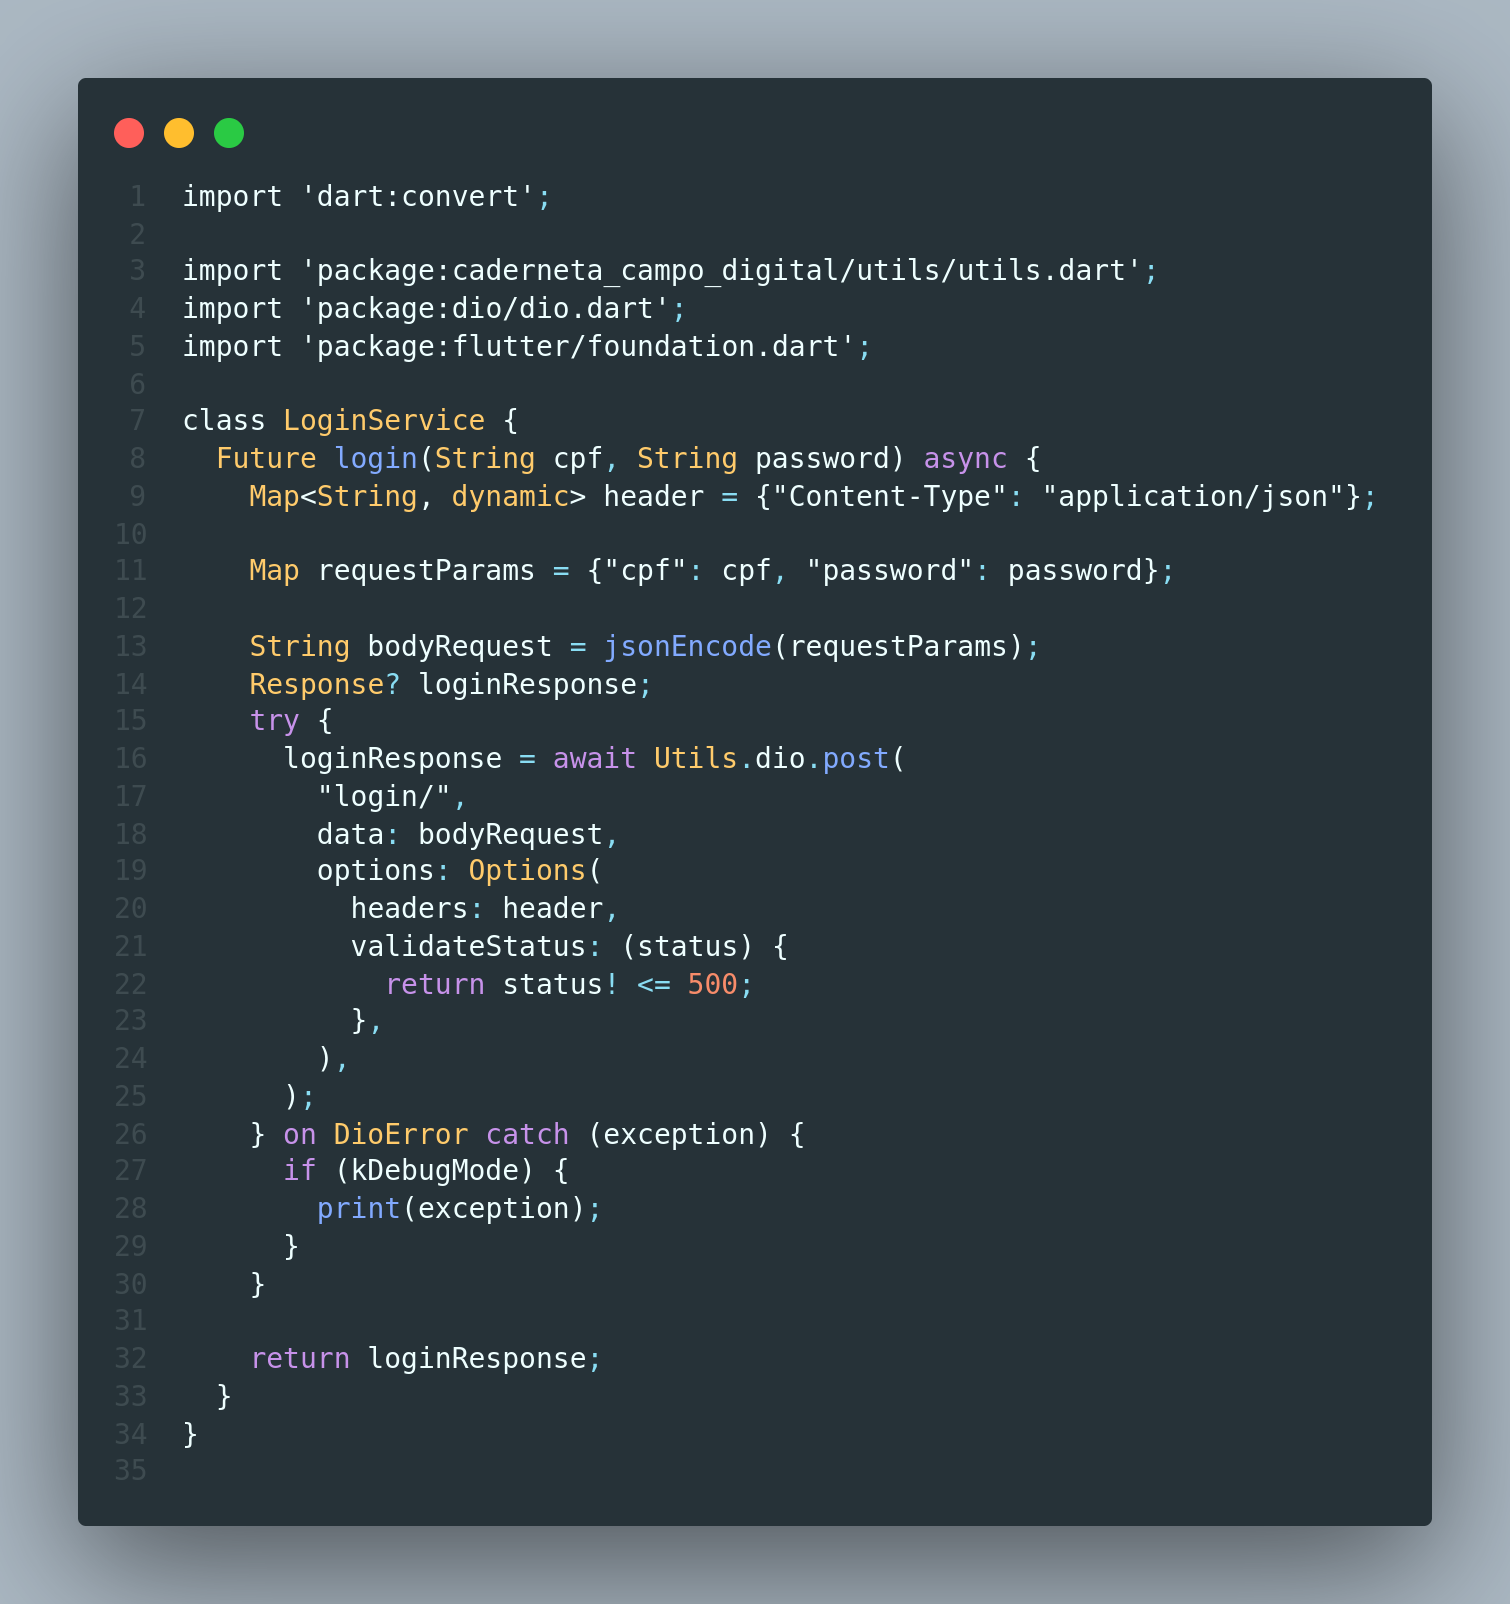 1 import 'dart:convert';
2
3 import 'package:caderneta_campo_digital/utils/utils.dart';
4 import 'package:dio/dio.dart';
5 import 'package:flutter/foundation.dart';
6
7 class LoginService {
8   Future login(String cpf, String password) async {
9     Map<String, dynamic> header = {"Content-Type": "application/json"};
10
11     Map requestParams = {"cpf": cpf, "password": password};
12
13     String bodyRequest = jsonEncode(requestParams);
14     Response? loginResponse;
15     try {
16       loginResponse = await Utils.dio.post(
17         "login/",
18         data: bodyRequest,
19         options: Options(
20           headers: header,
21           validateStatus: (status) {
22             return status! <= 500;
23           },
24         ),
25       );
26     } on DioError catch (exception) {
27       if (kDebugMode) {
28         print(exception);
29       }
30     }
31
32     return loginResponse;
33   }
34 }
35